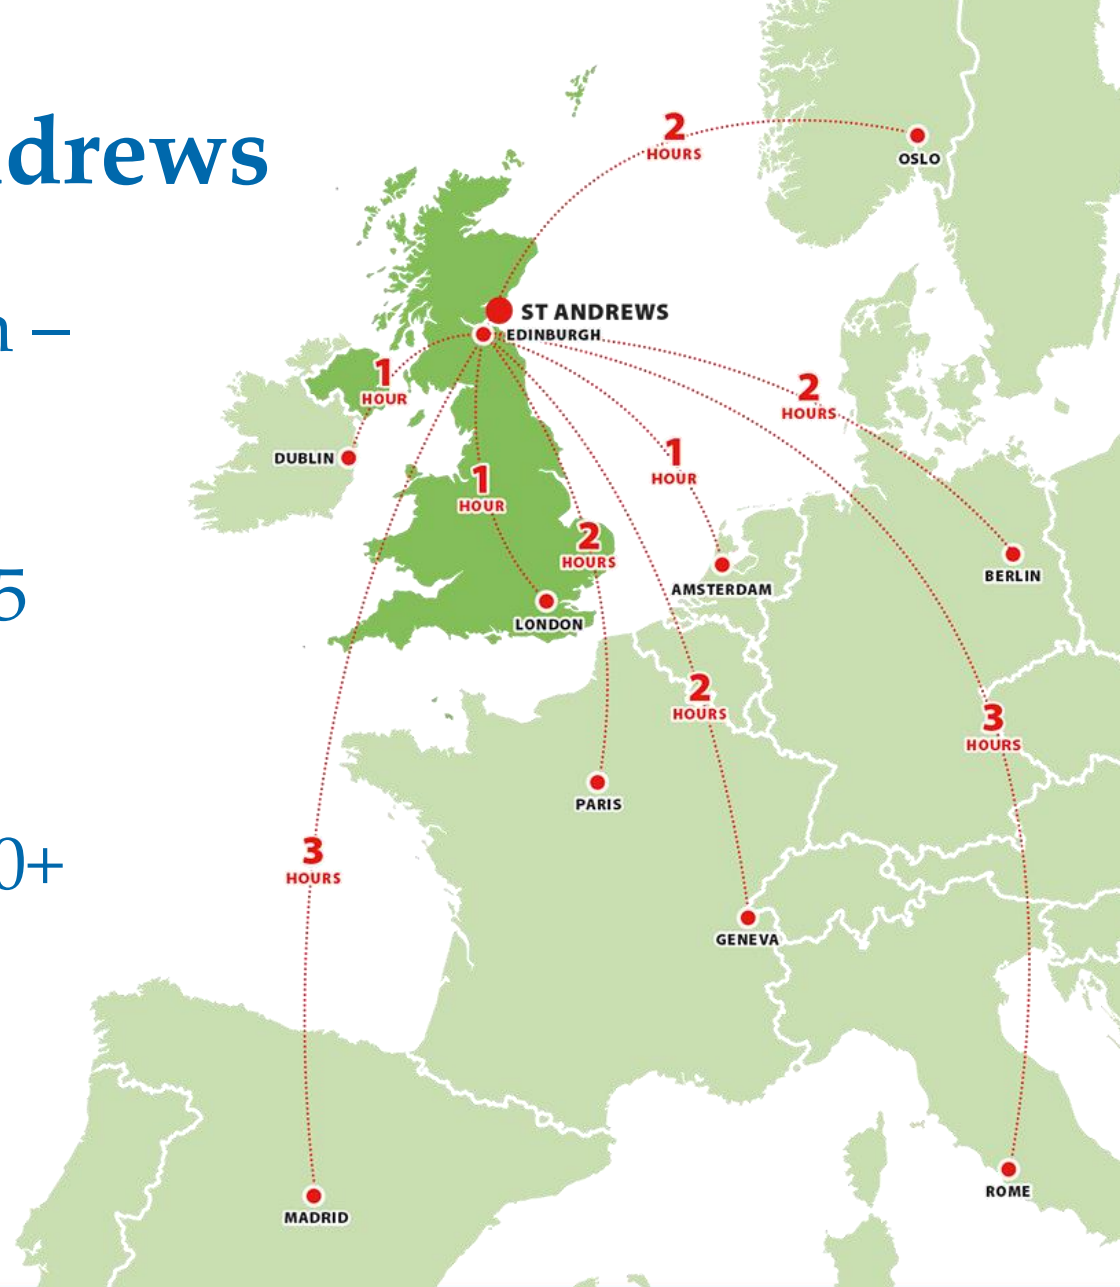 drews
2
HOURS
OSLO
–
ST ANDREWS
EDINBURGH
1
HOUR
2
HOURS
DUBLIN
1
HOUR
1
HOUR
2
HOURS
5
AMSTERDAM
BERLIN
LONDON
2
HOURS
3
HOURS
PARIS
3
HOURS
0+
GENEVA
MADRID
ROME